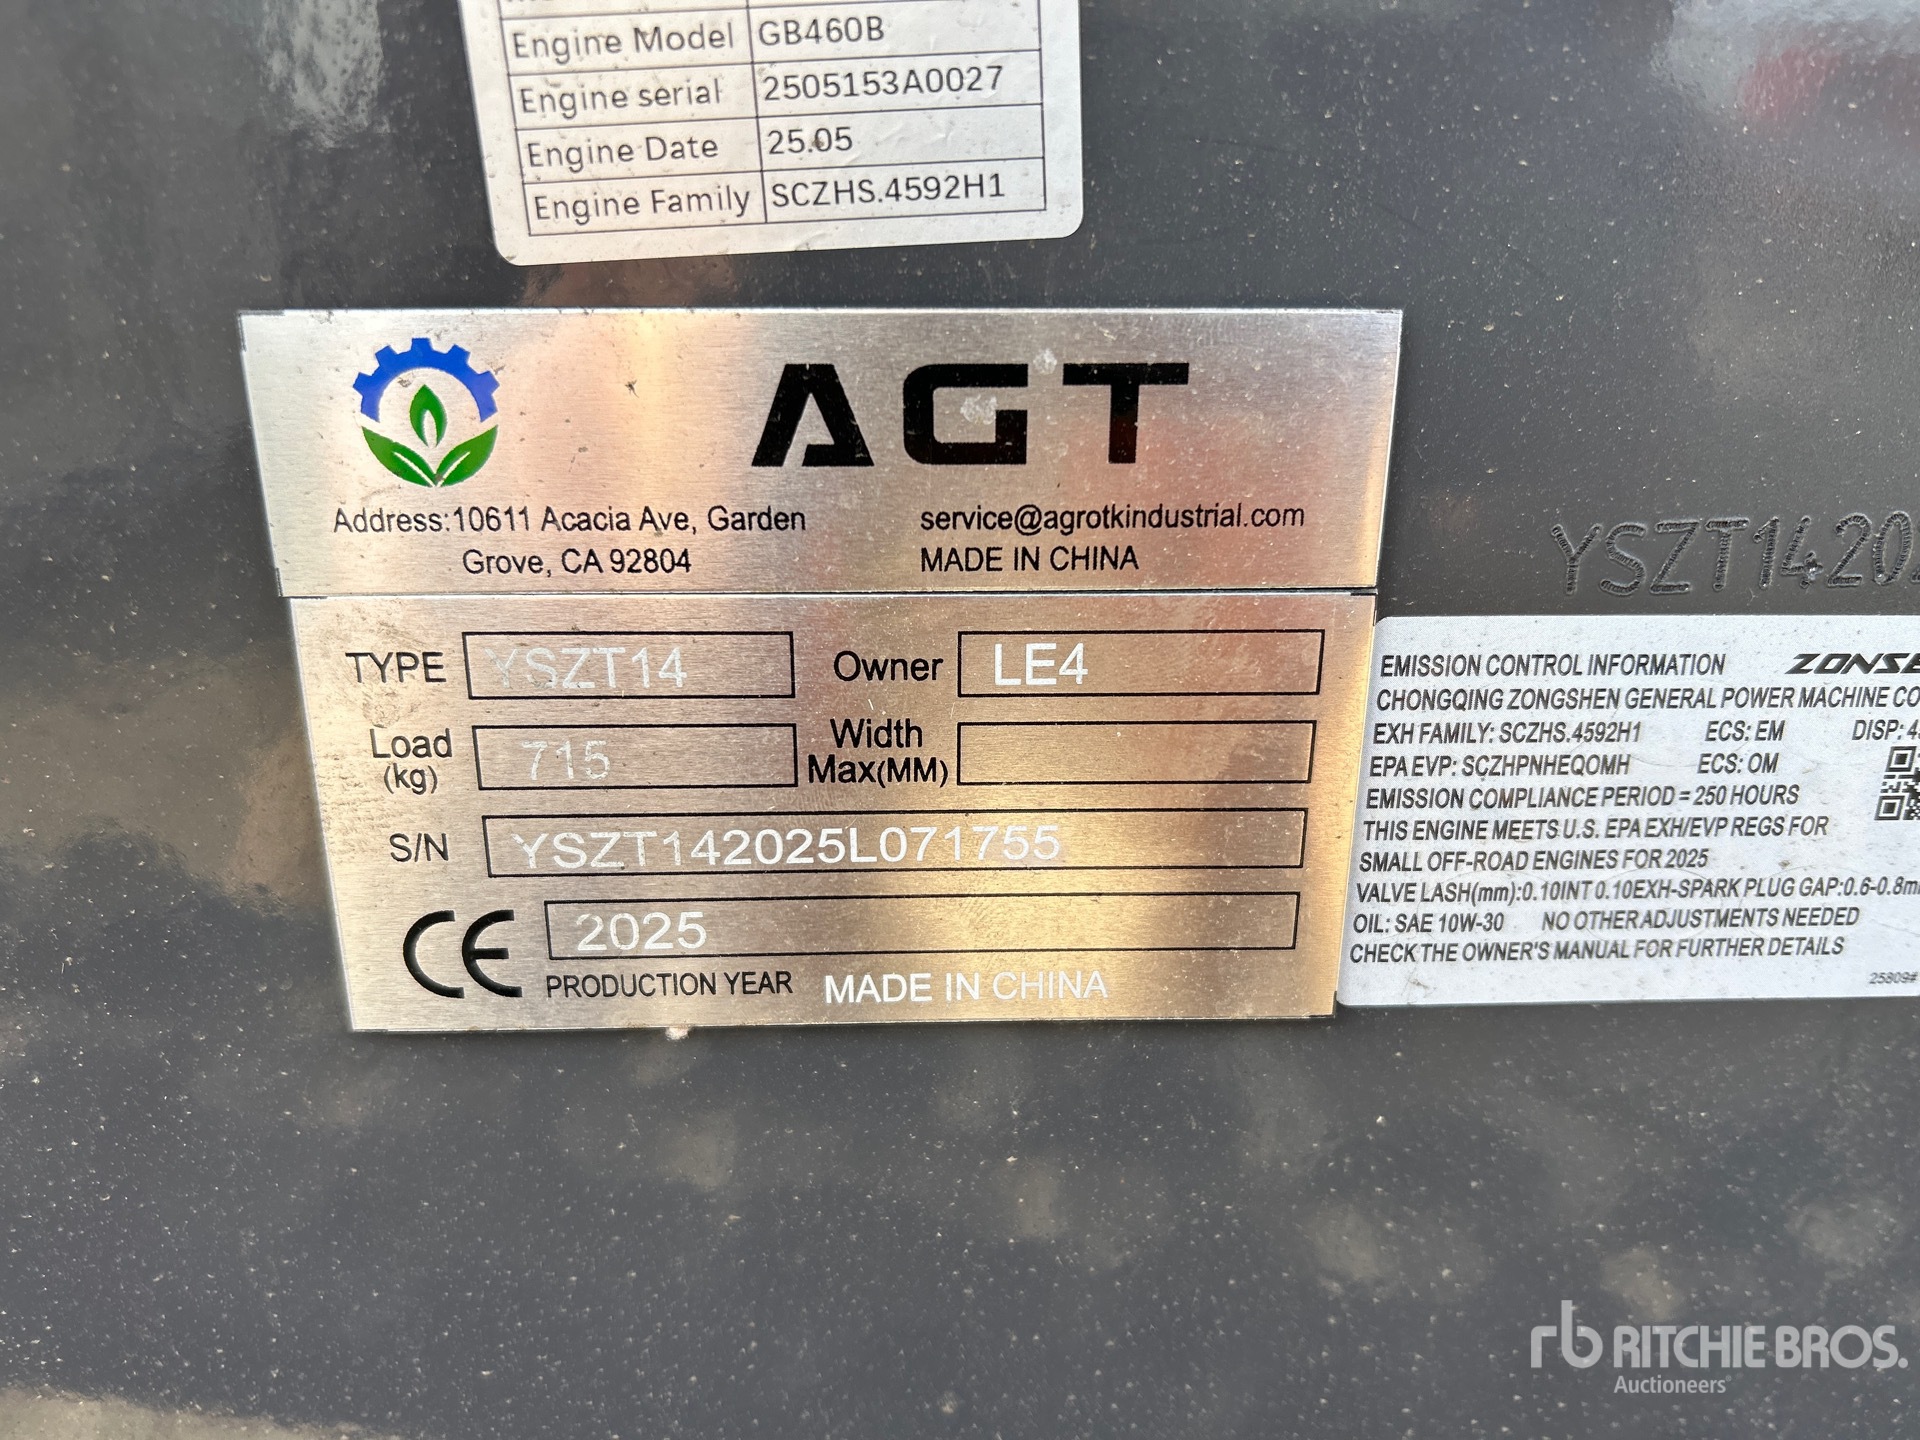 Engine Model GB460B
Engine serial 2505153A0027
Engine Date 25.05
Engine Family SCZHS.4592H1
AGT
Address:10611 Acacia Ave, Garden
Grove, CA 92804
service@agrotkindustrial.com
MADE IN CHINA
TYPE YSZT14 Owner LE4
Load (kg) 715 Width Max(MM)
S/N YSZT142025L071755
CE 2025
PRODUCTION YEAR MADE IN CHINA
YSZT1420
EMISSION CONTROL INFORMATION ZONSE
CHONGQING ZONGSHEN GENERAL POWER MACHINE CO
EXH FAMILY: SCZHS.4592H1 ECS: EM DISP: 4
EPA EVP: SCZHPNHEQOMH ECS: OM
EMISSION COMPLIANCE PERIOD = 250 HOURS
THIS ENGINE MEETS U.S. EPA EXH/EVP REGS FOR
SMALL OFF-ROAD ENGINES FOR 2025
VALVE LASH(mm):0.10INT 0.10EXH-SPARK PLUG GAP:0.6-0.8m
OIL: SAE 10W-30 NO OTHER ADJUSTMENTS NEEDED
CHECK THE OWNER'S MANUAL FOR FURTHER DETAILS
25809#
rb RITCHIE BROS.
Auctioneers